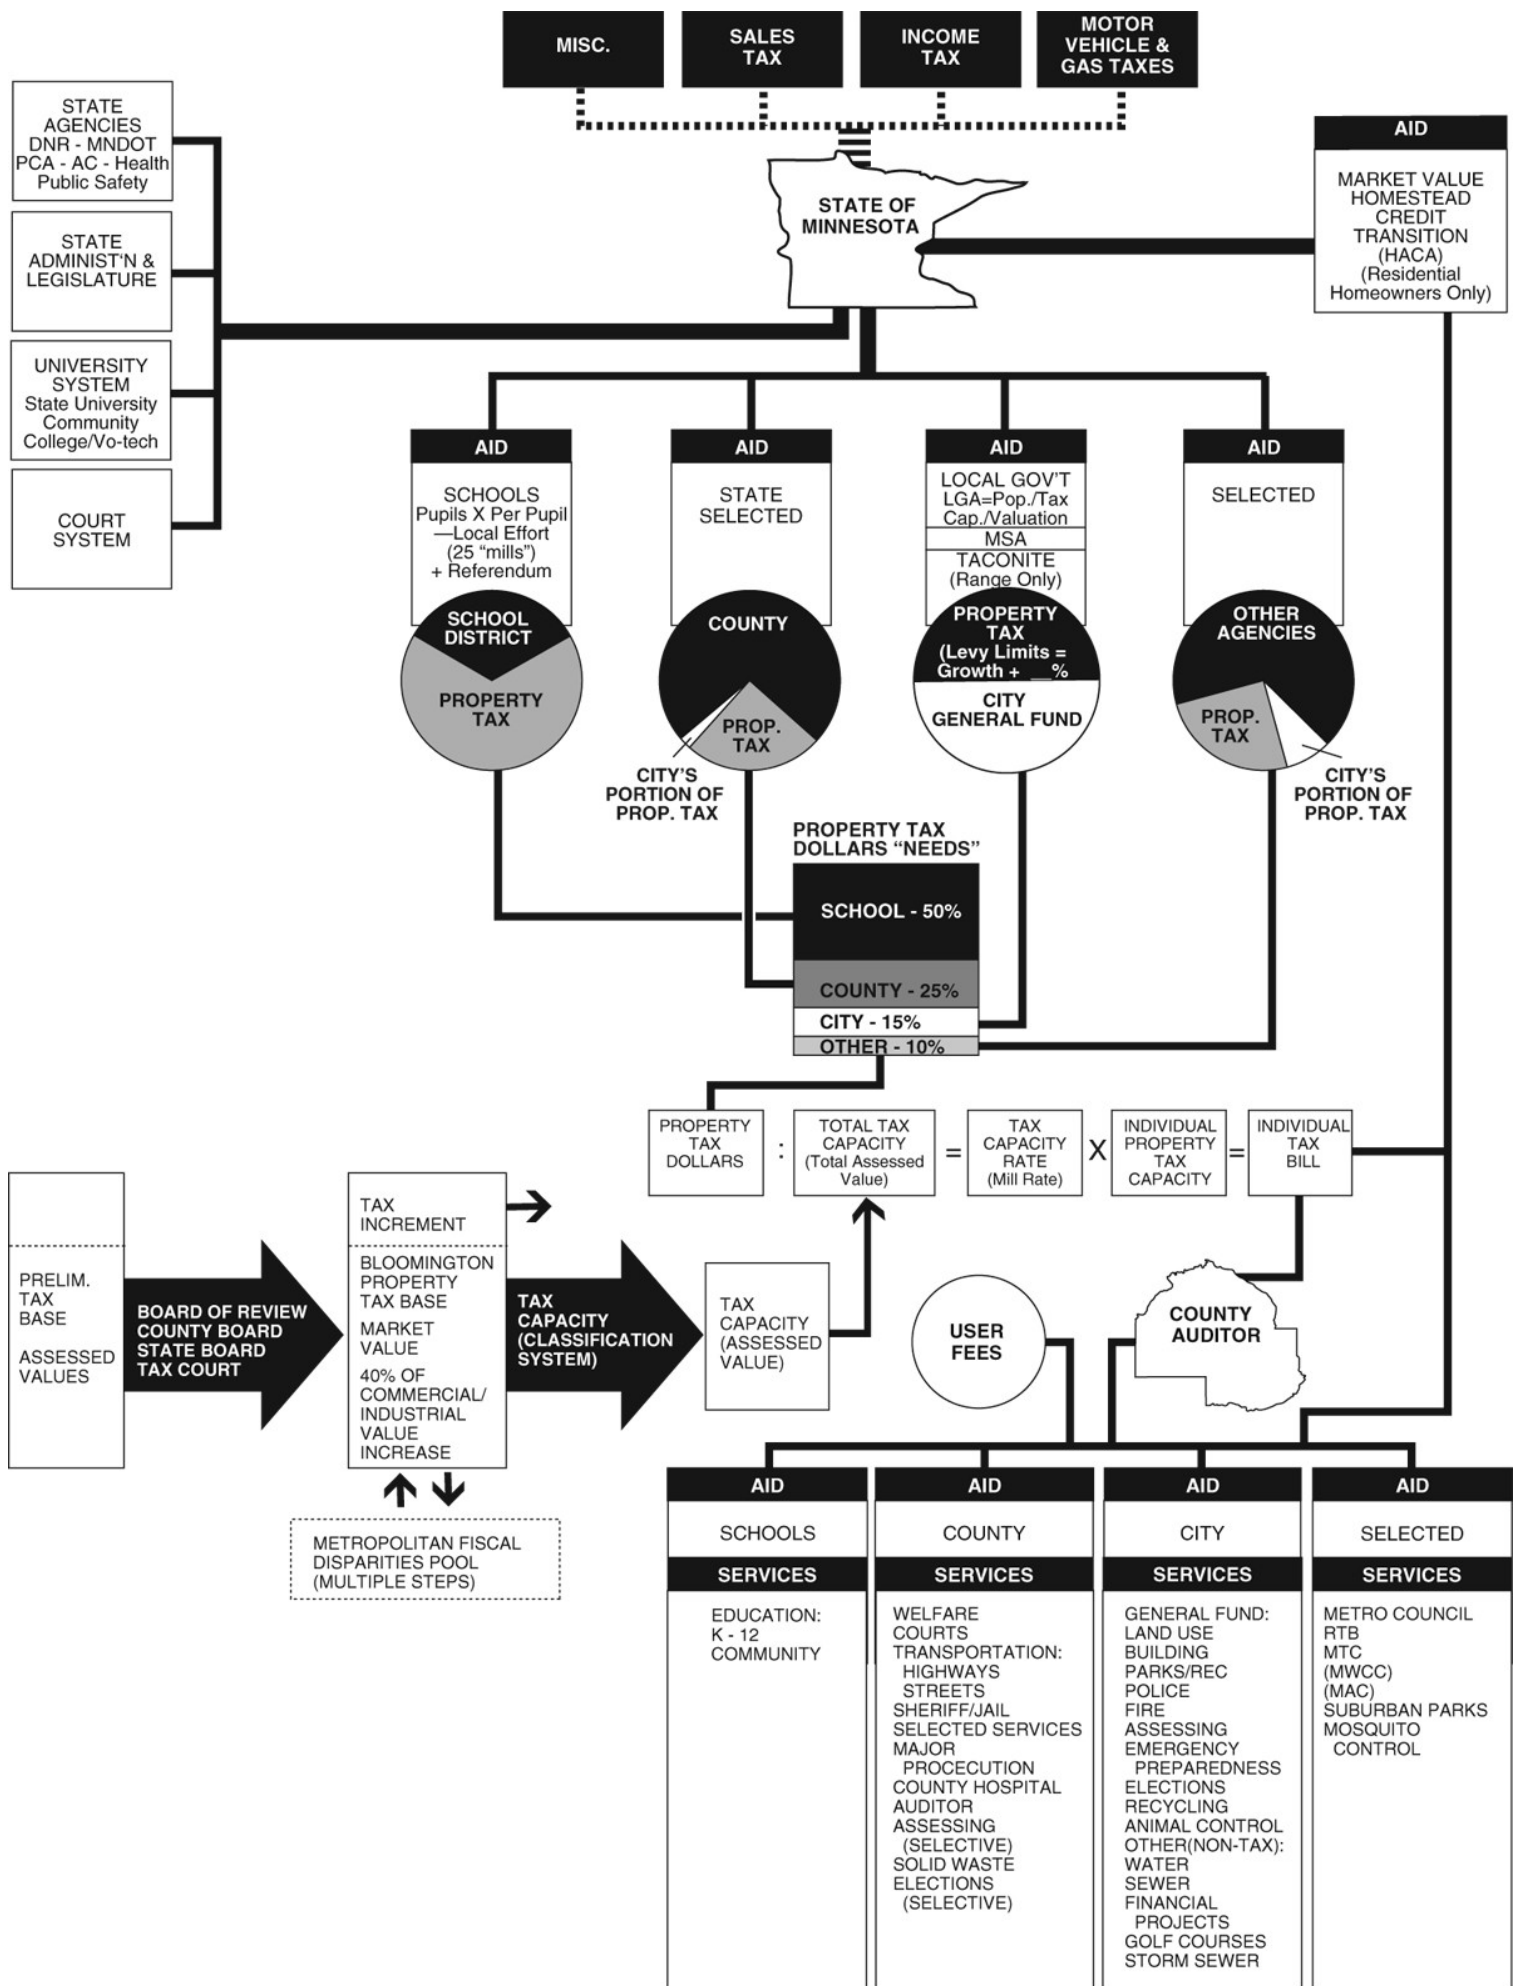 MISC.
SALES
TAX
INCOME
TAX
MOTOR
VEHICLE &
GAS TAXES
STATE
AGENCIES
DNR - MNDOT
PCA - AC - Health
Public Safety
STATE
ADMINIST'N &
LEGISLATURE
UNIVERSITY
SYSTEM
State University
Community
College/Vo-tech
COURT
SYSTEM
STATE OF
MINNESOTA
AID
MARKET VALUE
HOMESTEAD
CREDIT
TRANSITION
(HACA)
(Residential
Homeowners Only)
AID
SCHOOLS
Pupils X Per Pupil
—Local Effort
(25 “mills”)
+ Referendum
SCHOOL
DISTRICT
PROPERTY
TAX
AID
STATE
SELECTED
COUNTY
PROP.
TAX
CITY'S
PORTION OF
PROP. TAX
AID
LOCAL GOV'T
LGA=Pop./Tax
Cap./Valuation
MSA
TACONITE
(Range Only)
PROPERTY
TAX
(Levy Limits =
Growth + __%
CITY
GENERAL FUND
AID
SELECTED
OTHER
AGENCIES
PROP.
TAX
CITY'S
PORTION OF
PROP. TAX
PROPERTY TAX
DOLLARS “NEEDS”
SCHOOL - 50%
COUNTY - 25%
CITY - 15%
OTHER - 10%
PROPERTY
TAX
DOLLARS
:
TOTAL TAX
CAPACITY
(Total Assessed
Value)
=
TAX
CAPACITY
RATE
(Mill Rate)
X
INDIVIDUAL
PROPERTY
TAX
CAPACITY
=
INDIVIDUAL
TAX
BILL
PRELIM.
TAX
BASE
ASSESSED
VALUES
BOARD OF REVIEW
COUNTY BOARD
STATE BOARD
TAX COURT
TAX
INCREMENT
BLOOMINGTON
PROPERTY
TAX BASE
MARKET
VALUE
40% OF
COMMERCIAL/
INDUSTRIAL
VALUE
INCREASE
METROPOLITAN FISCAL
DISPARITIES POOL
(MULTIPLE STEPS)
TAX
CAPACITY
(CLASSIFICATION
SYSTEM)
TAX
CAPACITY
(ASSESSED
VALUE)
USER
FEES
COUNTY
AUDITOR
AID
SCHOOLS
SERVICES
EDUCATION:
K - 12
COMMUNITY
AID
COUNTY
SERVICES
WELFARE
COURTS
TRANSPORTATION:
HIGHWAYS
STREETS
SHERIFF/JAIL
SELECTED SERVICES
MAJOR
PROCECUTION
COUNTY HOSPITAL
AUDITOR
ASSESSING
(SELECTIVE)
SOLID WASTE
ELECTIONS
(SELECTIVE)
AID
CITY
SERVICES
GENERAL FUND:
LAND USE
BUILDING
PARKS/REC
POLICE
FIRE
ASSESSING
EMERGENCY
PREPAREDNESS
ELECTIONS
RECYCLING
ANIMAL CONTROL
OTHER(NON-TAX):
WATER
SEWER
FINANCIAL
PROJECTS
GOLF COURSES
STORM SEWER
AID
SELECTED
SERVICES
METRO COUNCIL
RTB
MTC
(MWCC)
(MAC)
SUBURBAN PARKS
MOSQUITO
CONTROL